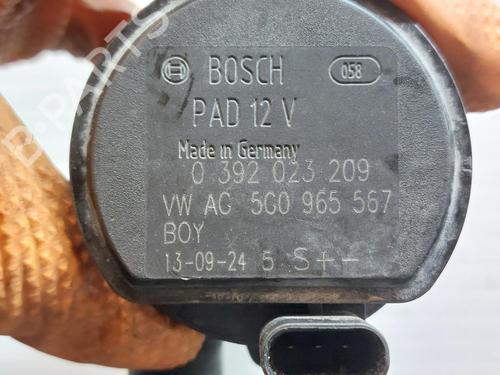 BOSCH 058
PAD 12 V
Made in Germany
0 392 023 209
VW AG 5G0 965 567
BOY
13-09-24 5 S+-